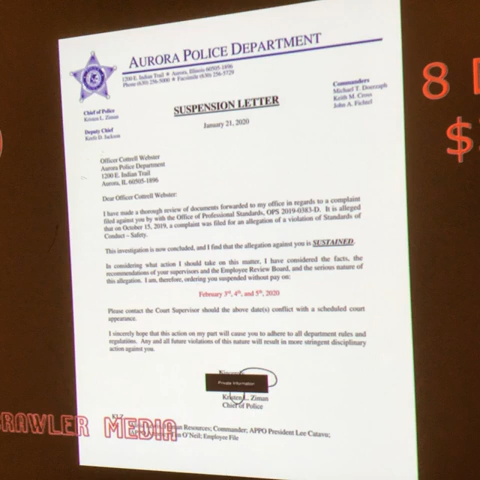 AURORA POLICE DEPARTMENT
1200 E. Indian Trail ★ Aurora, Illinois 60505-1896
Phone (630) 256-5000 ★ Facsimile (630) 256-5729
8
$
Chief of Police
Kristen L. Ziman
Deputy Chief
Keith D. Jackson
Commanders
Keith M. Cross
John A. Fichtel
SUSPENSION LETTER
January 21, 2020
Officer Cottrell Webster
Aurora Police Department
1200 E. Indian Trail
Aurora, IL 60505-1896
Dear Officer Cottrell Webster:
I have made a thorough review of documents forwarded to my office in regards to a complaint
filed against you by with the Office of Professional Standards, OPS 2019-0383-D. It is alleged
that on October 15, 2019, a complaint was filed for an allegation of a violation of Standards of
Conduct – Safety.
This investigation is now concluded, and I find that the allegation against you is SUSTAINED.
In considering what action I should take on this matter, I have considered the facts, the
recommendations of your supervisors and the Employee Review Board, and the serious nature of
this allegation. I am, therefore, ordering you suspended without pay on:
February 3rd, 4th, and 5th, 2020
Please contact the Court Supervisor should the above date(s) conflict with a scheduled court
appearance.
I sincerely hope that this action on my part will cause you to adhere to all department rules and
regulations. Any and all future violations of this nature will result in more stringent disciplinary
action against you.
Private Information
Kristen L. Ziman
Chief of Police
RAWLER MEDIA
Resources; Commander, APPO President Lee Catavu;
O'Neil; Employee File